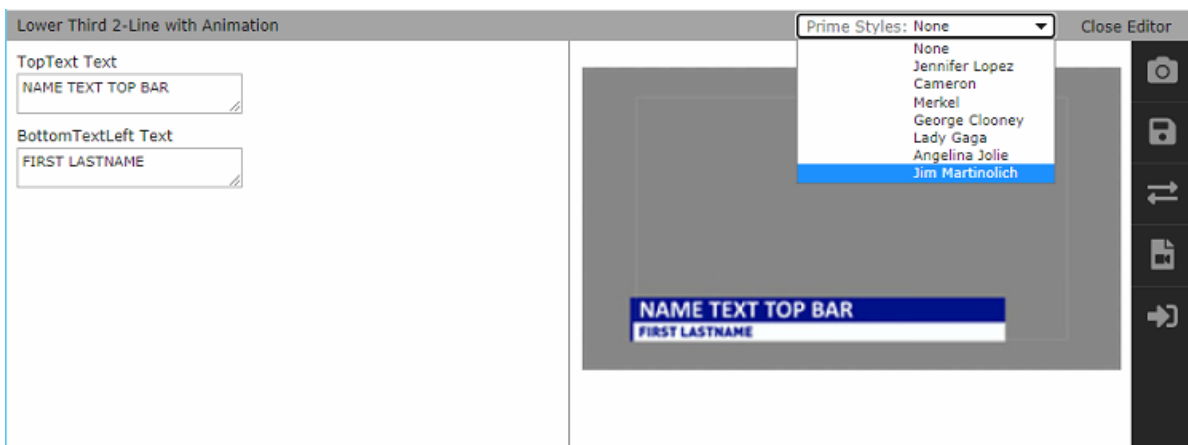 Lower Third 2-Line with Animation
Prime Styles: None
Close Editor
None
Jennifer Lopez
Cameron
Merkel
George Clooney
Lady Gaga
Angelina Jolie
Jim Martinolich
TopText Text
NAME TEXT TOP BAR
BottomTextLeft Text
FIRST LASTNAME
NAME TEXT TOP BAR
FIRST LASTNAME